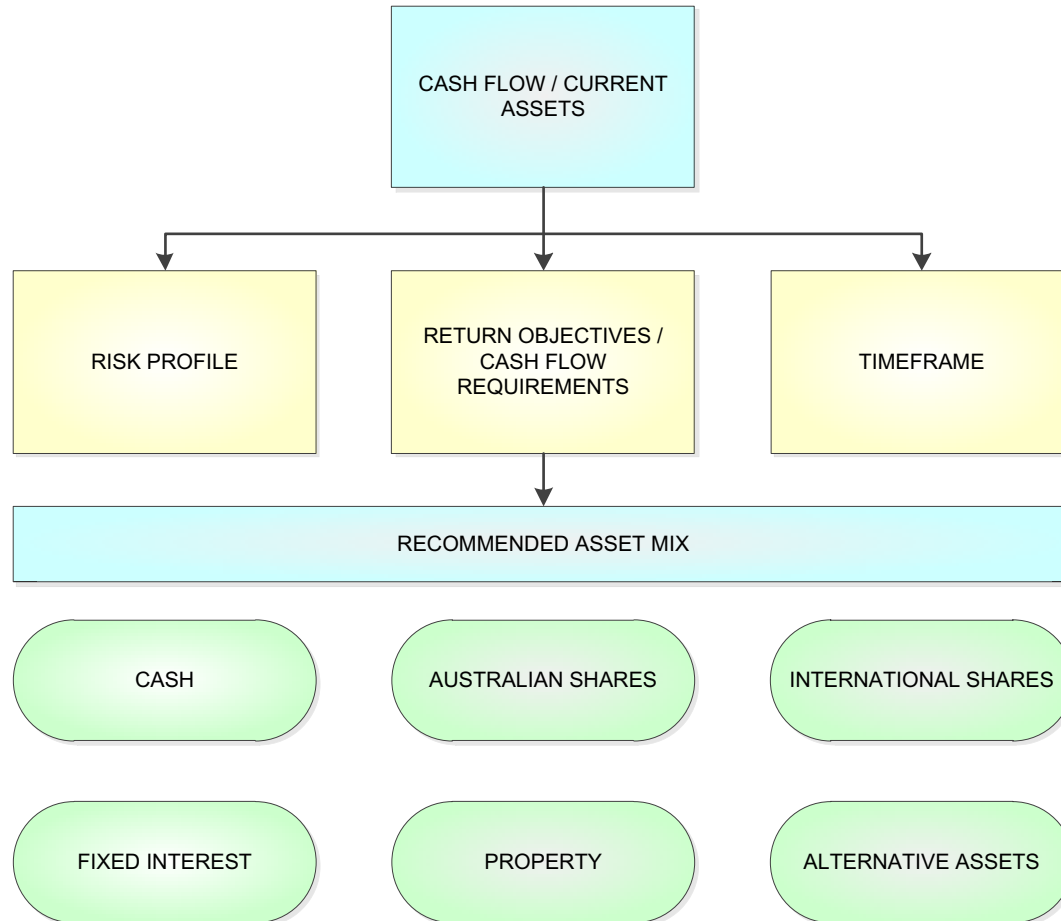 CASH FLOW / CURRENT
ASSETS
RISK PROFILE
RETURN OBJECTIVES /
CASH FLOW
REQUIREMENTS
TIMEFRAME
RECOMMENDED ASSET MIX
CASH
AUSTRALIAN SHARES
INTERNATIONAL SHARES
FIXED INTEREST
PROPERTY
ALTERNATIVE ASSETS